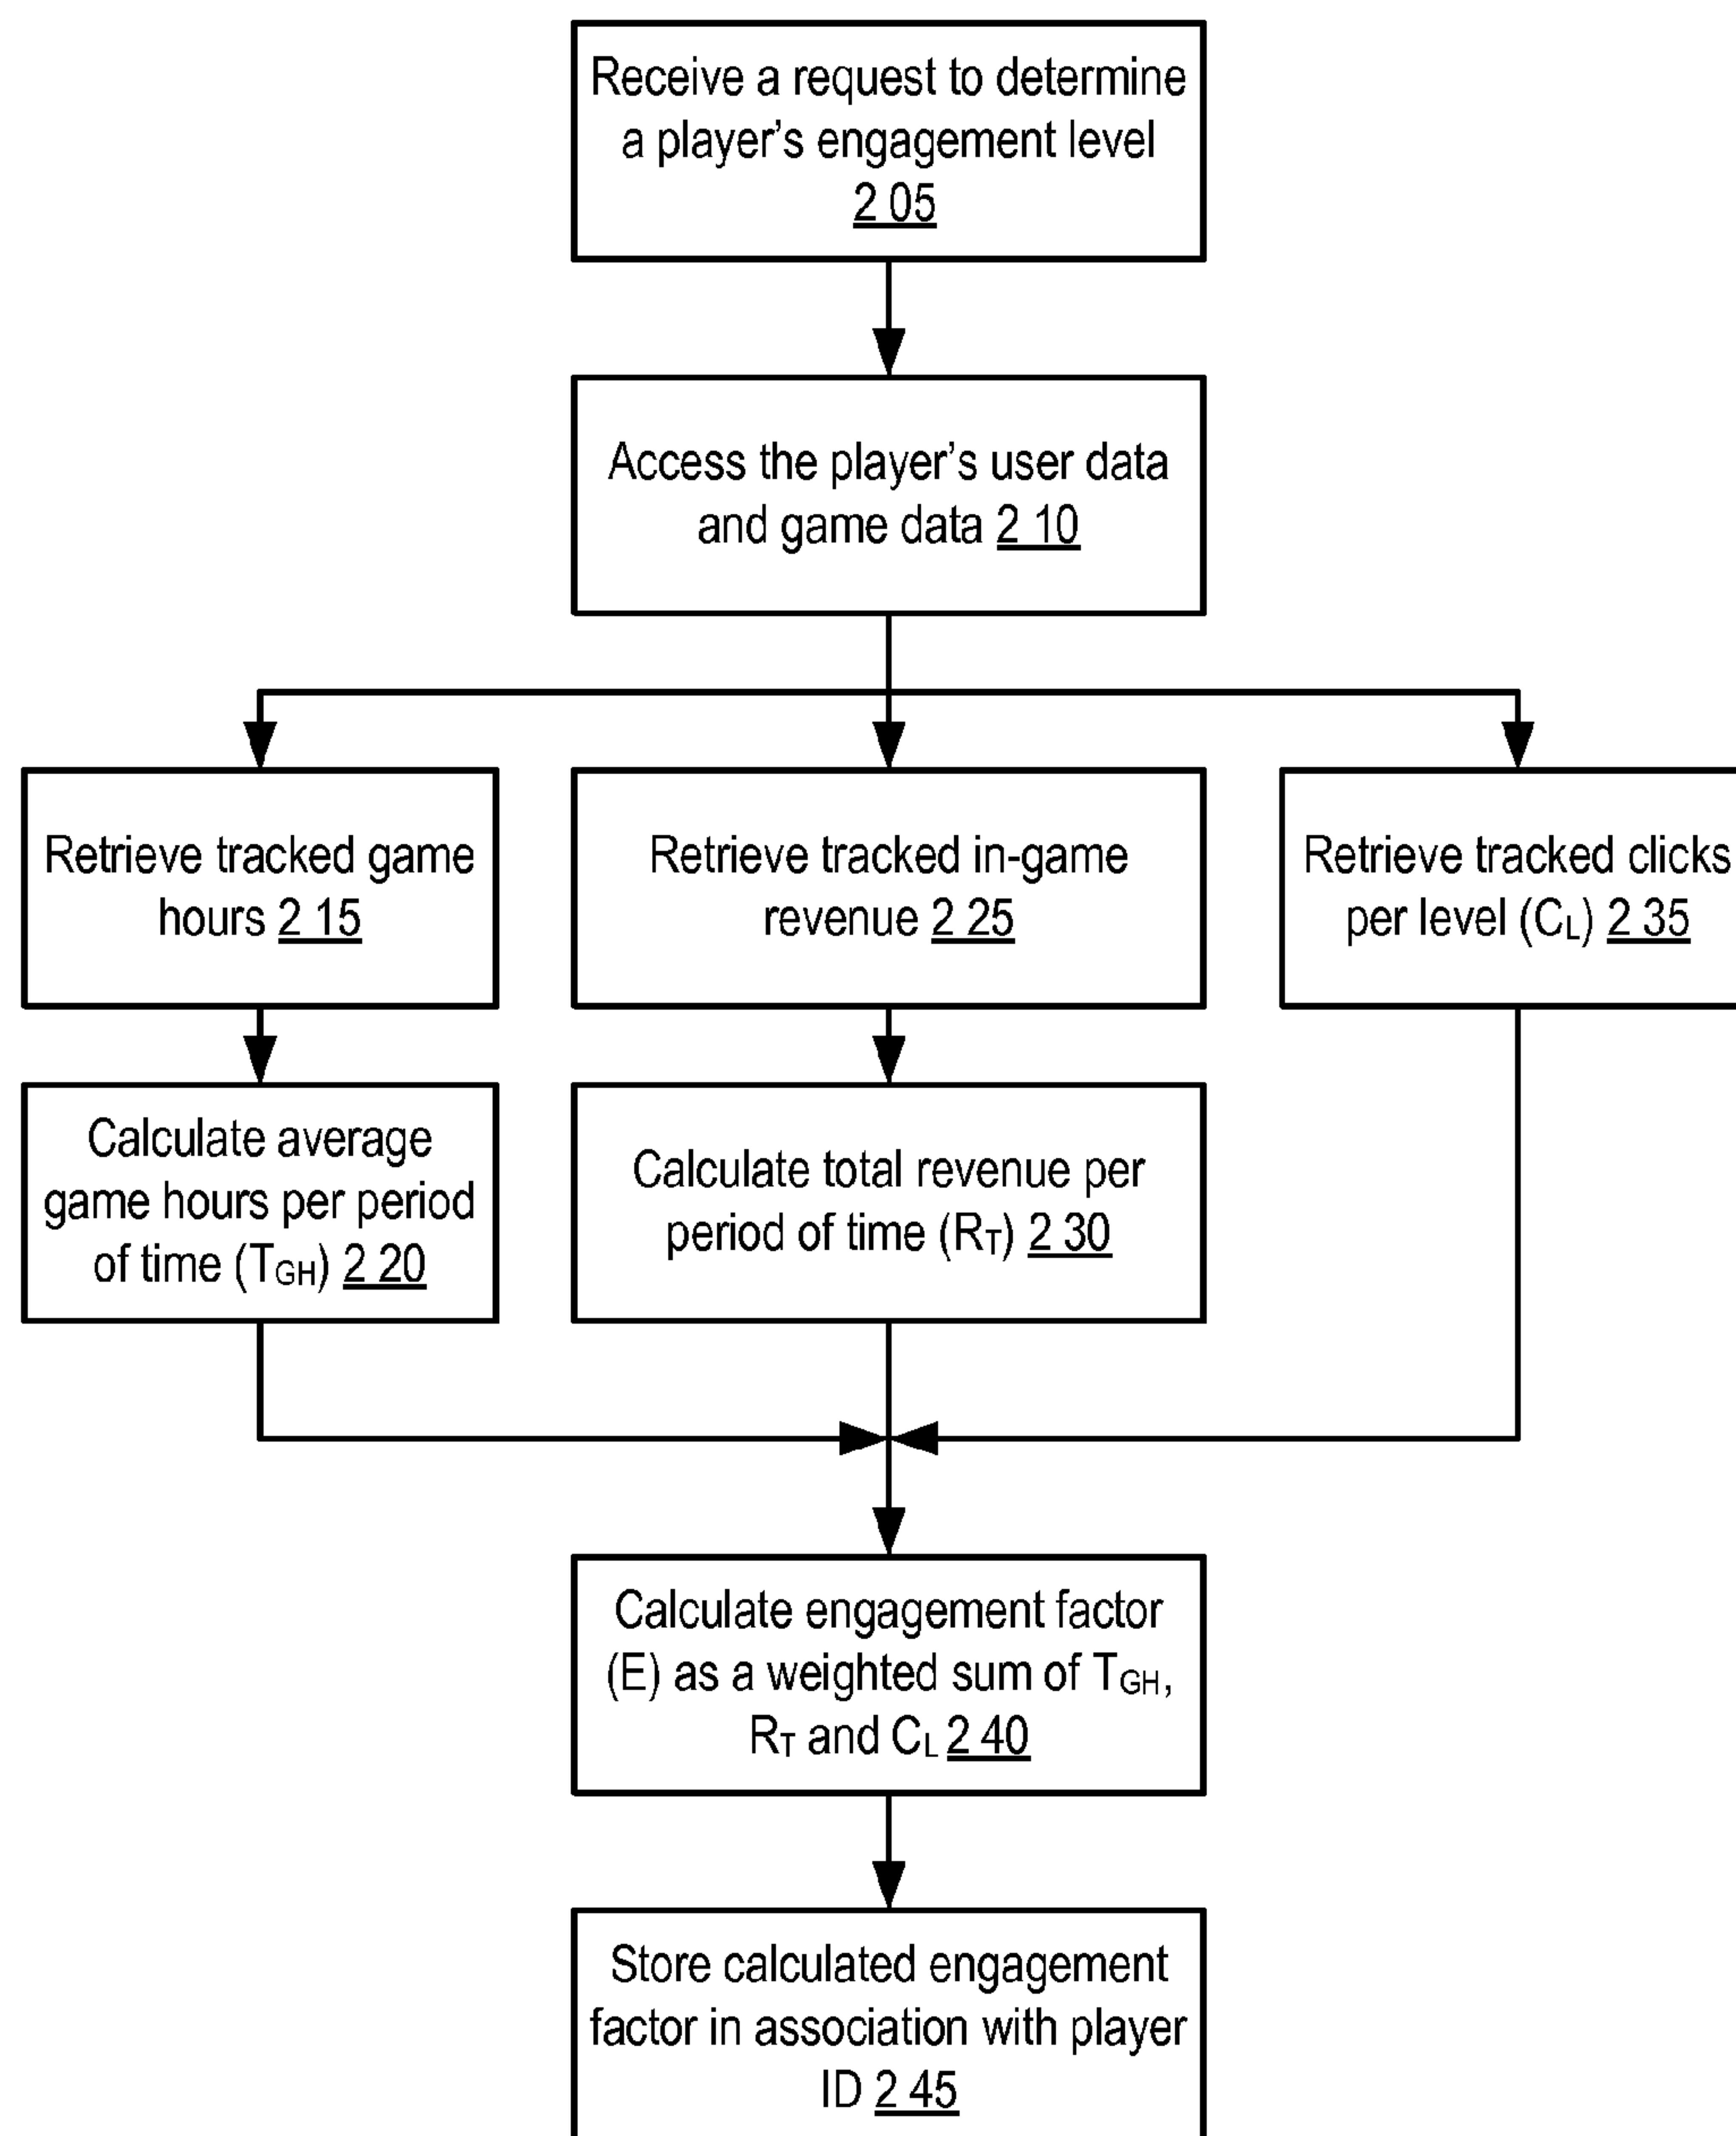 Receive a request to determine
a player's engagement level
2 05
Access the player's user data
and game data 2 10
Retrieve tracked game
hours 2 15
Retrieve tracked in-game
revenue 2 25
Retrieve tracked clicks
per level (CL) 2 35
Calculate average
game hours per period
of time (TGH) 2 20
Calculate total revenue per
period of time (RT) 2 30
Calculate engagement factor
(E) as a weighted sum of TGH,
RT and CL 2 40
Store calculated engagement
factor in association with player
ID 2 45